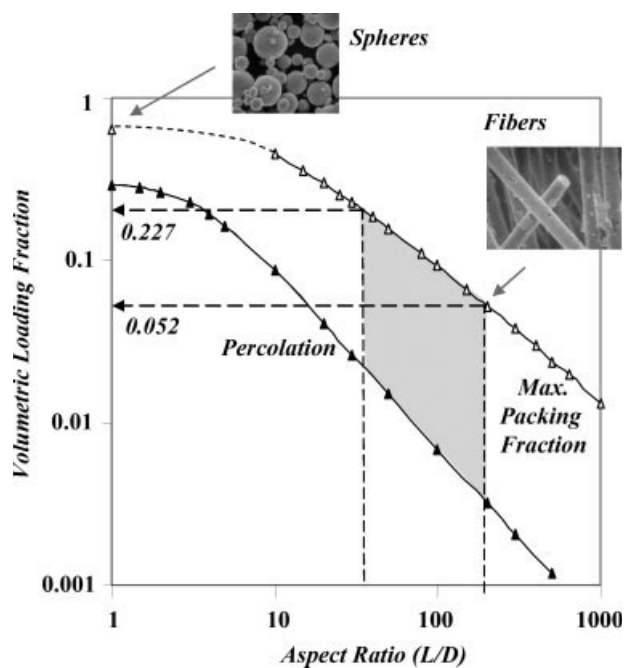 Spheres
Fibers
1
0.1
0.01
0.001
0.227
0.052
Percolation
Max.
Packing
Fraction
Volumetric Loading Fraction
1
10
100
1000
Aspect Ratio (L/D)